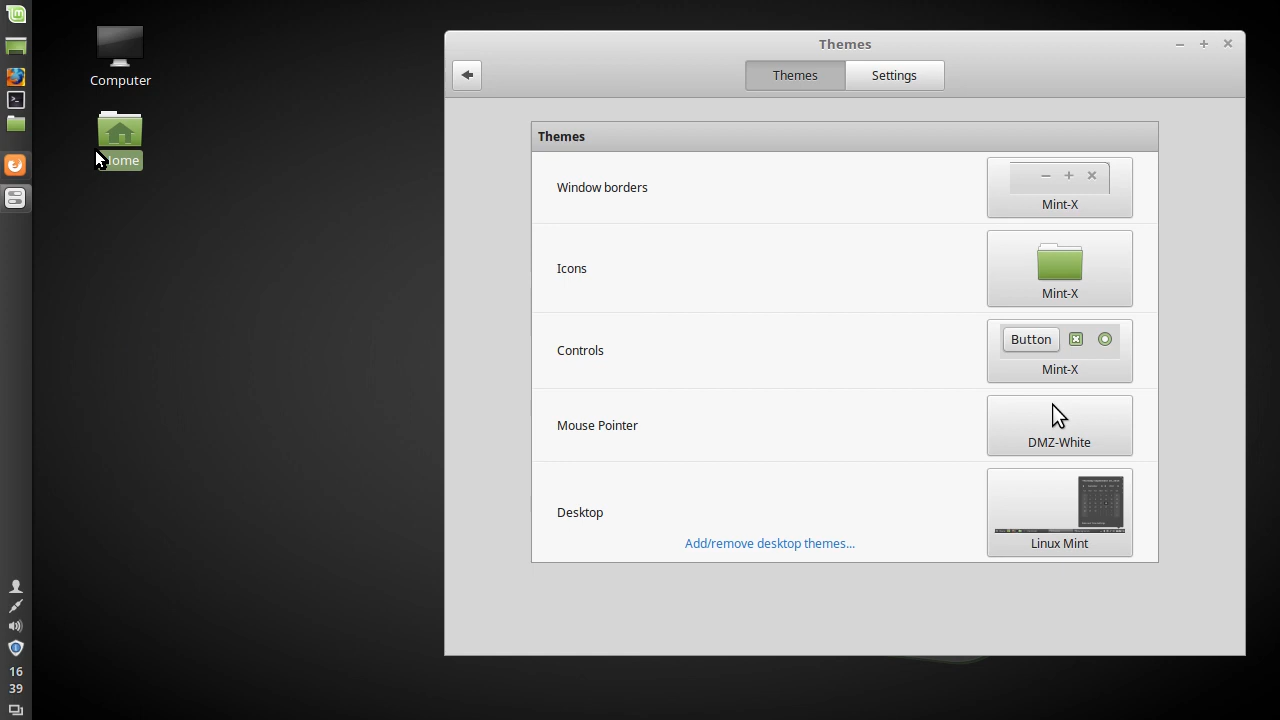 Computer
Home
16
39
Themes
Themes
Settings
Themes
Window borders
Mint-X
Icons
Mint-X
Controls
Button
Mint-X
Mouse Pointer
DMZ-White
Desktop
Add/remove desktop themes...
Linux Mint